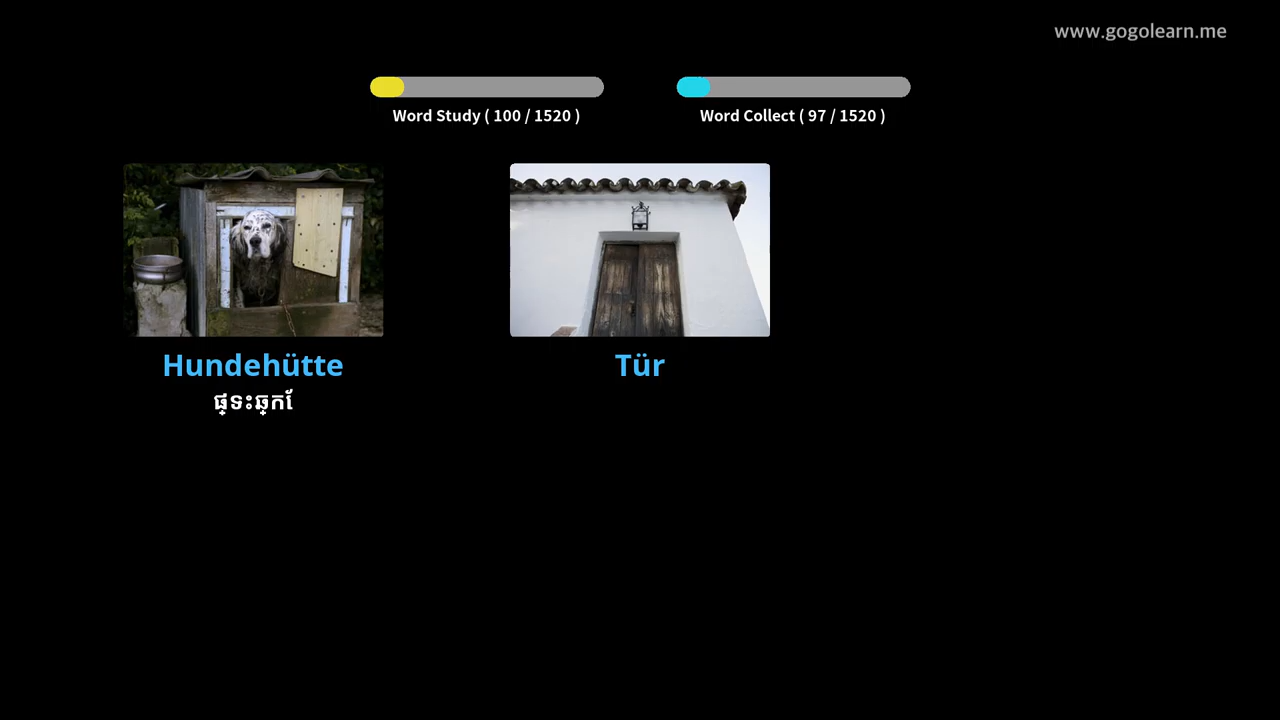 www.gogolearn.me
Word Study ( 100 / 1520 )
Word Collect ( 97 / 1520 )
Hundehütte
Tür
ផ្ទះឆ្កែ